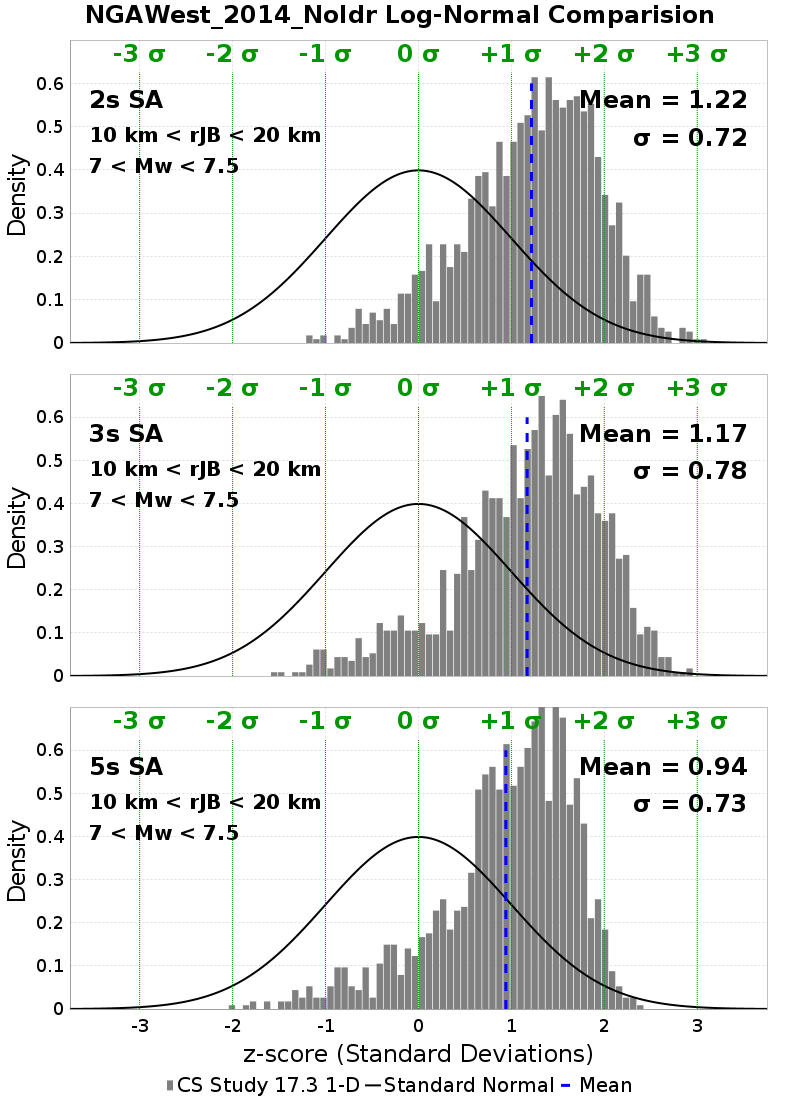 NGAWest_2014_NoIdr Log-Normal Comparision
-3 σ -2 σ -1 σ 0 σ +1 σ +2 σ +3 σ
2s SA Mean = 1.22
10 km < rJB < 20 km σ = 0.72
7 < Mw < 7.5
Density
0.6
0.5
0.4
0.3
0.2
0.1
0
-3 σ -2 σ -1 σ 0 σ +1 σ +2 σ +3 σ
3s SA Mean = 1.17
10 km < rJB < 20 km σ = 0.78
7 < Mw < 7.5
Density
0.6
0.5
0.4
0.3
0.2
0.1
0
-3 σ -2 σ -1 σ 0 σ +1 σ +2 σ +3 σ
5s SA Mean = 0.94
10 km < rJB < 20 km σ = 0.73
7 < Mw < 7.5
Density
0.6
0.5
0.4
0.3
0.2
0.1
0
-3 -2 -1 0 1 2 3
z-score (Standard Deviations)
CS Study 17.3 1-D Standard Normal Mean